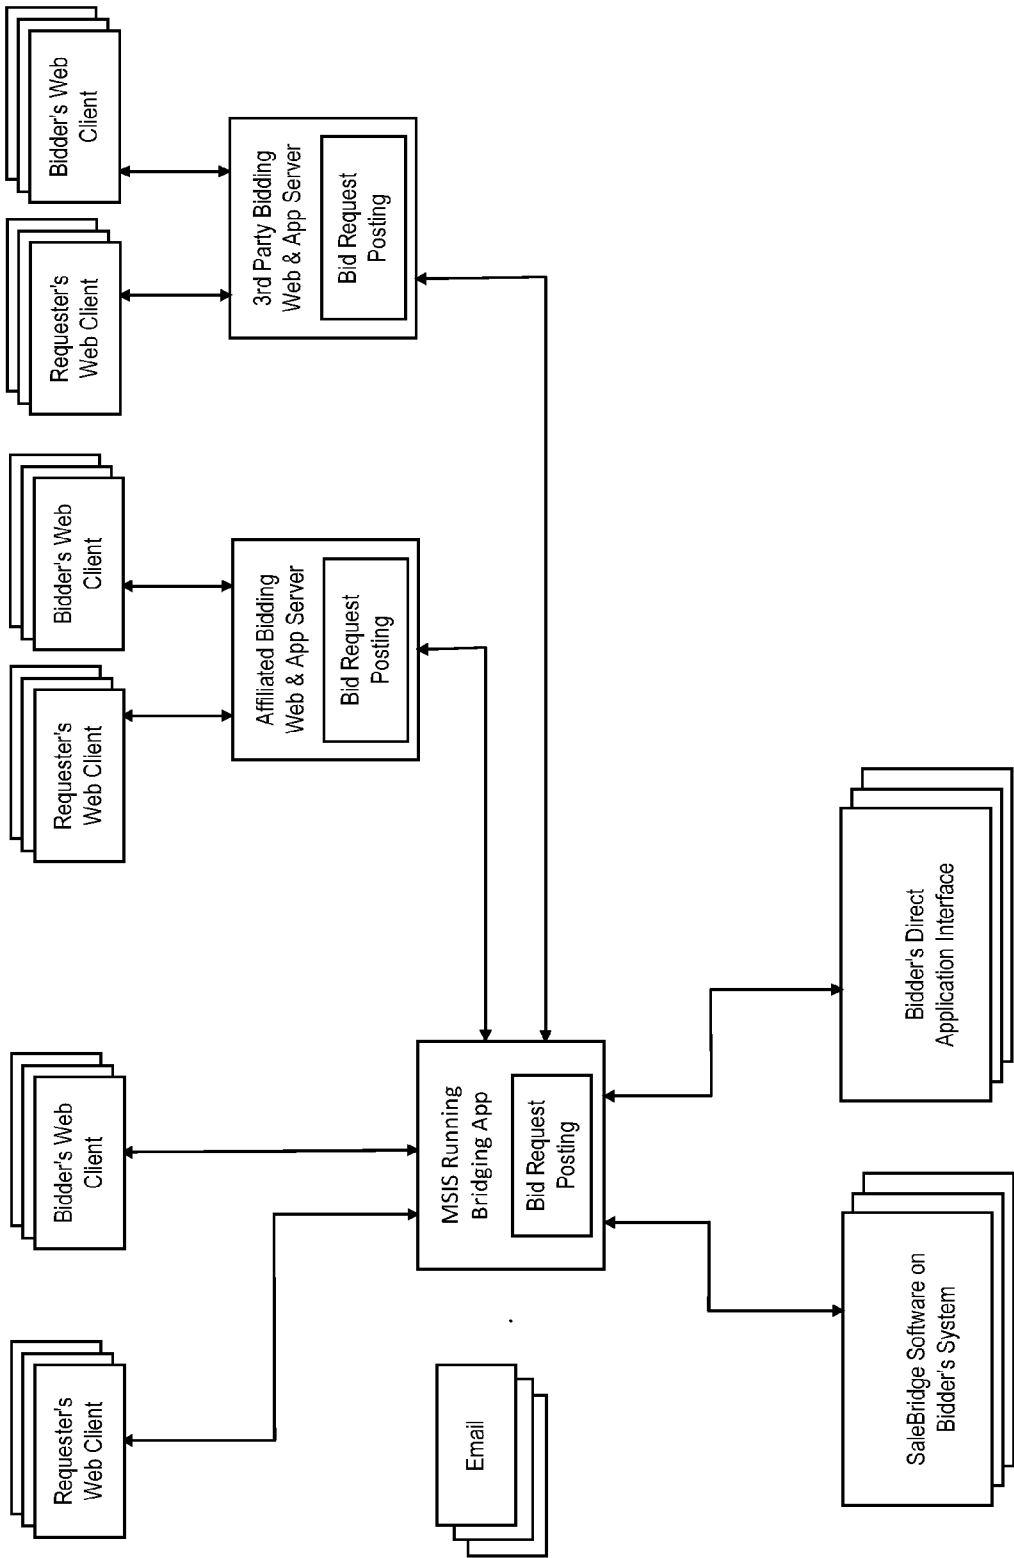 Requester's
Web Client
Bidder's Web
Client
Requester's
Web Client
Bidder's Web
Client
Requester's
Web Client
Bidder's Web
Client
Affiliated Bidding
Web & App Server
Bid Request
Posting
3rd Party Bidding
Web & App Server
Bid Request
Posting
Email
MSIS Running
Bridging App
Bid Request
Posting
SaleBridge Software on
Bidder's System
Bidder's Direct
Application Interface